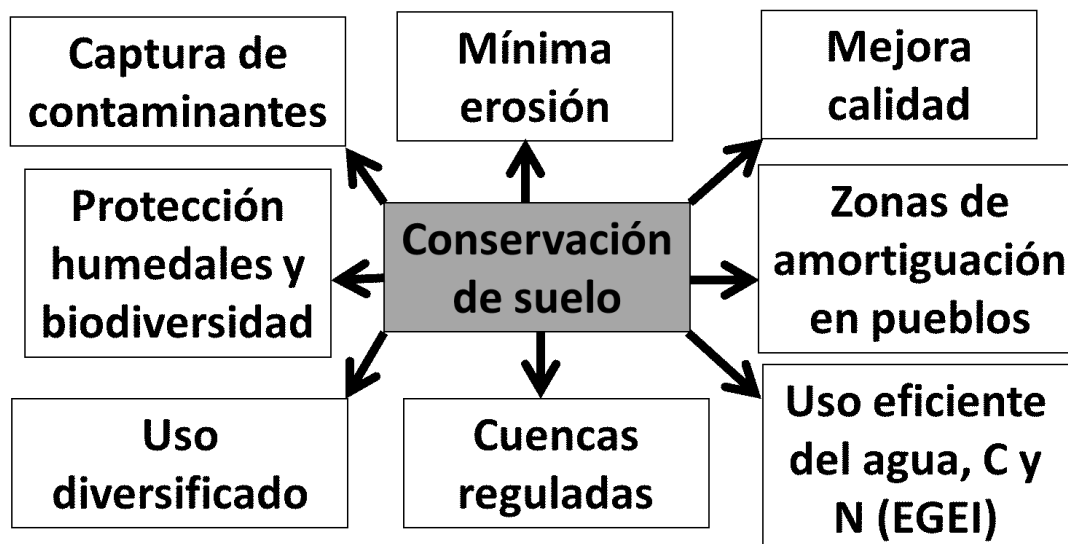 Captura de
contaminantes
Mínima
erosión
Mejora
calidad
Protección
humedales y
biodiversidad
Conservación
de suelo
Zonas de
amortiguación
en pueblos
Uso
diversificado
Cuencas
reguladas
Uso eficiente
del agua, C y
N (EGEI)